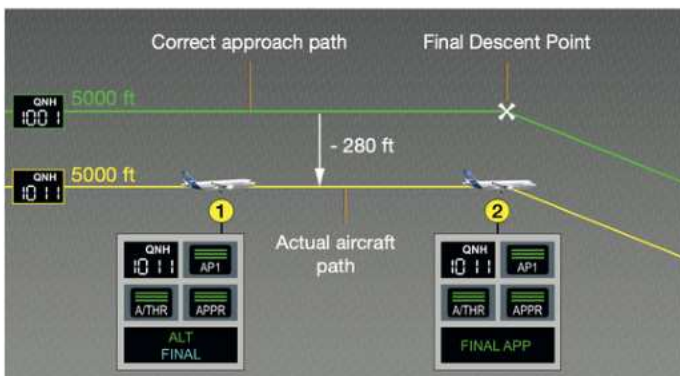 Correct approach path
Final Descent Point
QNH
1001
5000 ft
- 280 ft
QNH
1011
5000 ft
1
2
Actual aircraft
path
QNH
1011
AP1
A/THR
APPR
ALT
FINAL
QNH
1011
AP1
A/THR
APPR
FINAL APP